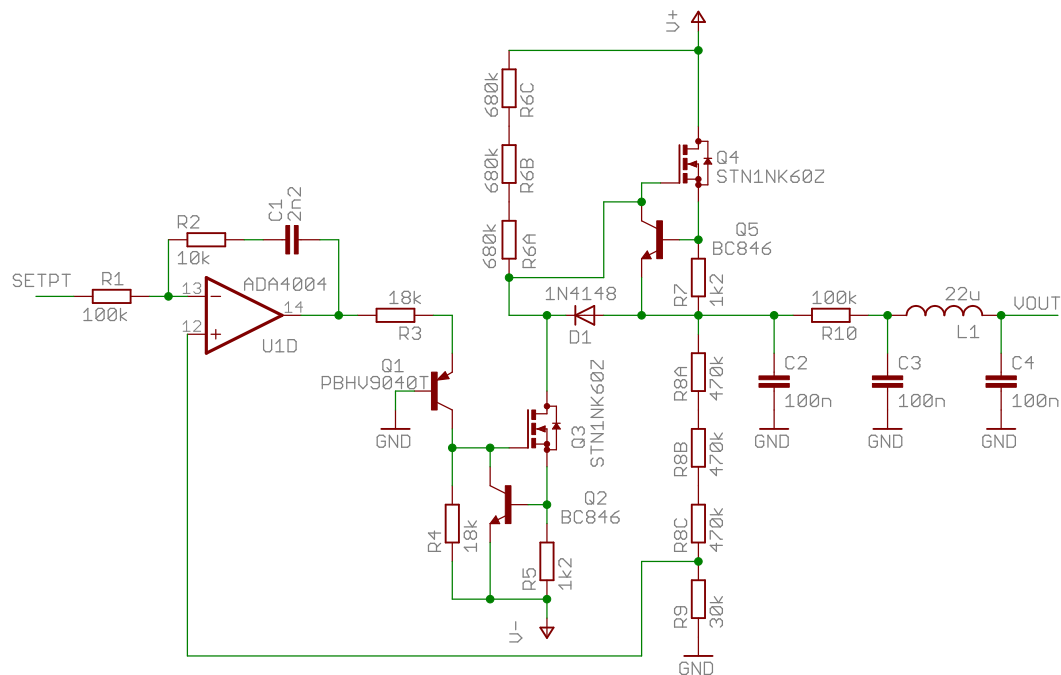 V+
680k
R6C
680k
R6B
680k
R6A
Q4
STN1NK60Z
Q5
BC846
R7
1k2
C1
2n2
R2
10k
SETPT
R1
100k
13
12
14
ADA4004
U1D
18k
R3
1N4148
D1
100k
R10
22u
L1
VOUT
C2
100n
GND
C3
100n
GND
C4
100n
GND
Q1
PBHV9040T
GND
Q3
STN1NK60Z
Q2
BC846
R4
18k
R5
1k2
V-
R8A
470k
R8B
470k
R8C
470k
R9
30k
GND